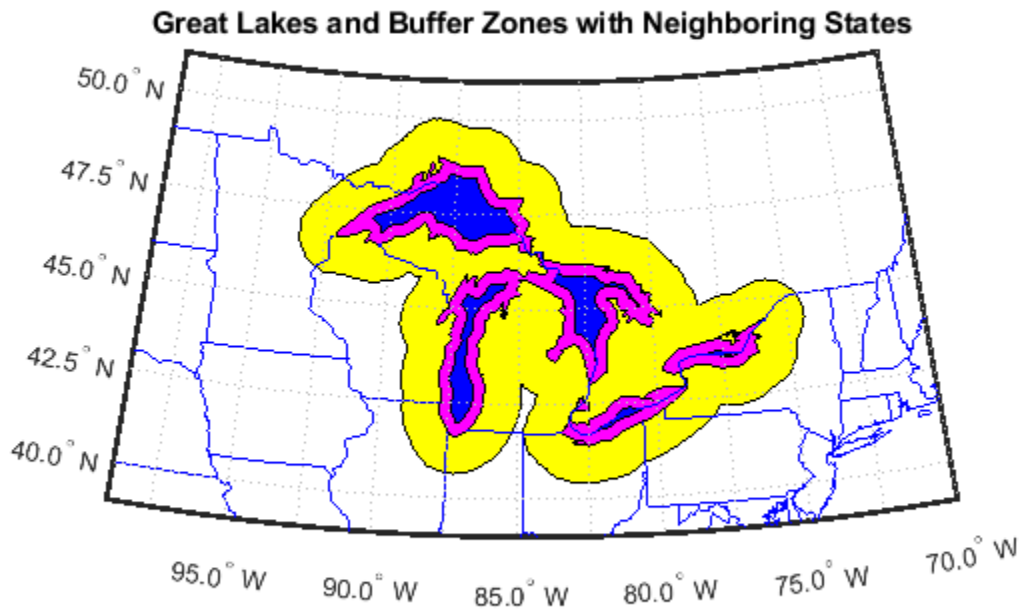 Great Lakes and Buffer Zones with Neighboring States
50.0° N
47.5° N
45.0° N
42.5° N
40.0° N
95.0° W
90.0° W
85.0° W
80.0° W
75.0° W
70.0° W